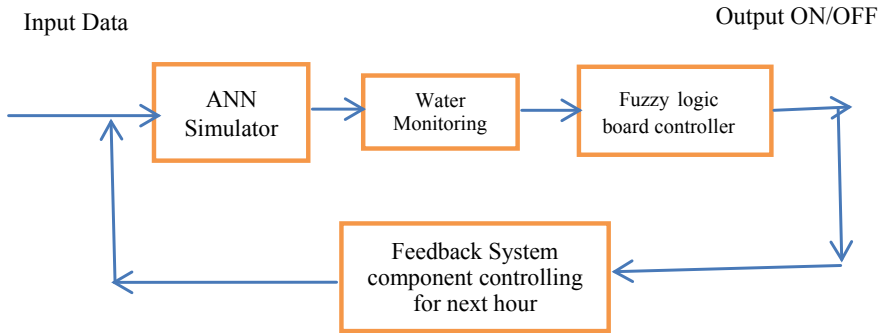 Input Data
Output ON/OFF
ANN
Simulator
Water
Monitoring
Fuzzy logic
board controller
Feedback System
component controlling
for next hour